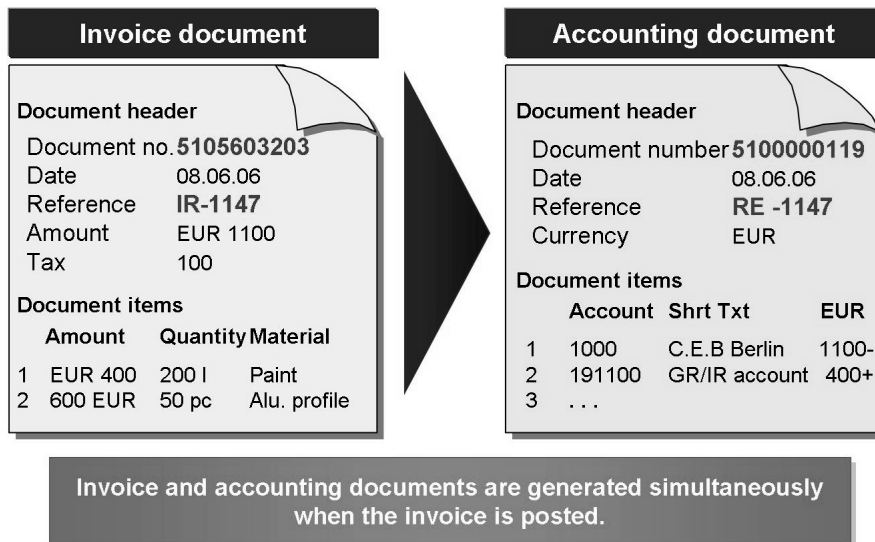 Invoice document
Document header
Document no. 5105603203
Date 08.06.06
Reference IR-1147
Amount EUR 1100
Tax 100
Document items
Amount Quantity Material
1 EUR 400 200 l Paint
2 600 EUR 50 pc Alu. profile
Accounting document
Document header
Document number 5100000119
Date 08.06.06
Reference RE -1147
Currency EUR
Document items
Account Shrt Txt EUR
1 1000 C.E.B Berlin 1100-
2 191100 GR/IR account 400+
3 . . .
Invoice and accounting documents are generated simultaneously
when the invoice is posted.